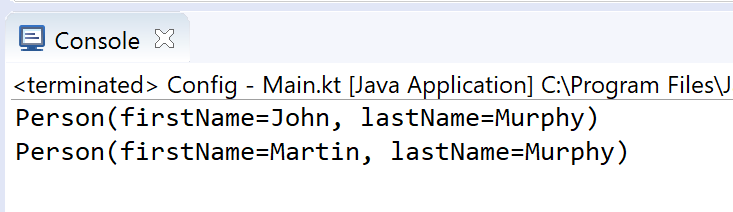 Console
<terminated> Config - Main.kt [Java Application] C:\Program Files\J
Person(firstName=John, lastName=Murphy)
Person(firstName=Martin, lastName=Murphy)